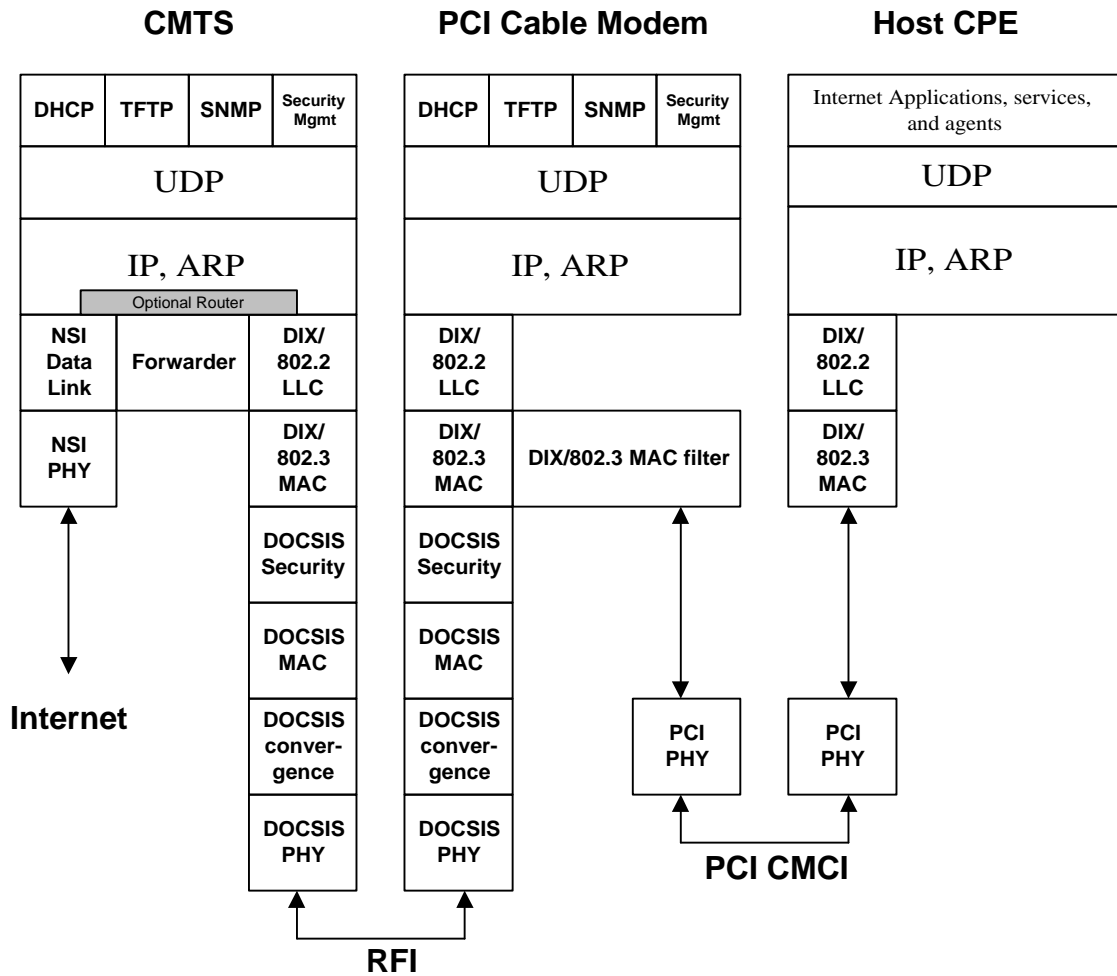 CMTS
PCI Cable Modem
Host CPE
DHCP
TFTP
SNMP
Security
Mgmt
DHCP
TFTP
SNMP
Security
Mgmt
Internet Applications, services,
and agents
UDP
UDP
UDP
IP, ARP
IP, ARP
IP, ARP
Optional Router
NSI
Data
Link
Forwarder
DIX/
802.2
LLC
DIX/
802.2
LLC
DIX/
802.2
LLC
NSI
PHY
DIX/
802.3
MAC
DIX/
802.3
MAC
DIX/802.3 MAC filter
DIX/
802.3
MAC
DOCSIS
Security
DOCSIS
Security
DOCSIS
MAC
DOCSIS
MAC
Internet
DOCSIS
conver-
gence
DOCSIS
conver-
gence
PCI
PHY
PCI
PHY
DOCSIS
PHY
DOCSIS
PHY
PCI CMCI
RFI